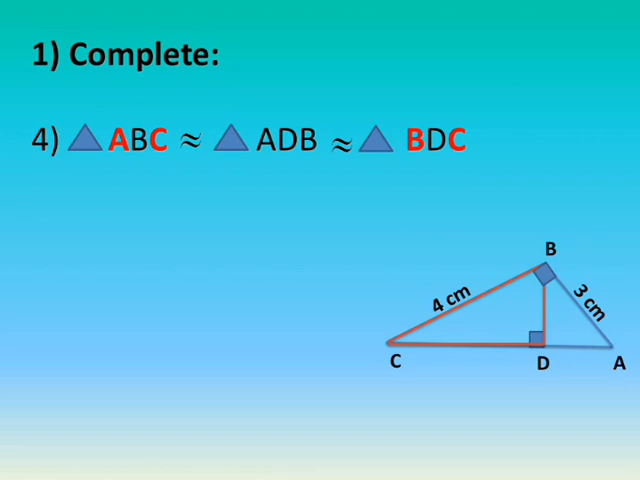 1) Complete:
4) ABC ≈ ADB ≈ BDC
B
4 cm
3 cm
C
D
A